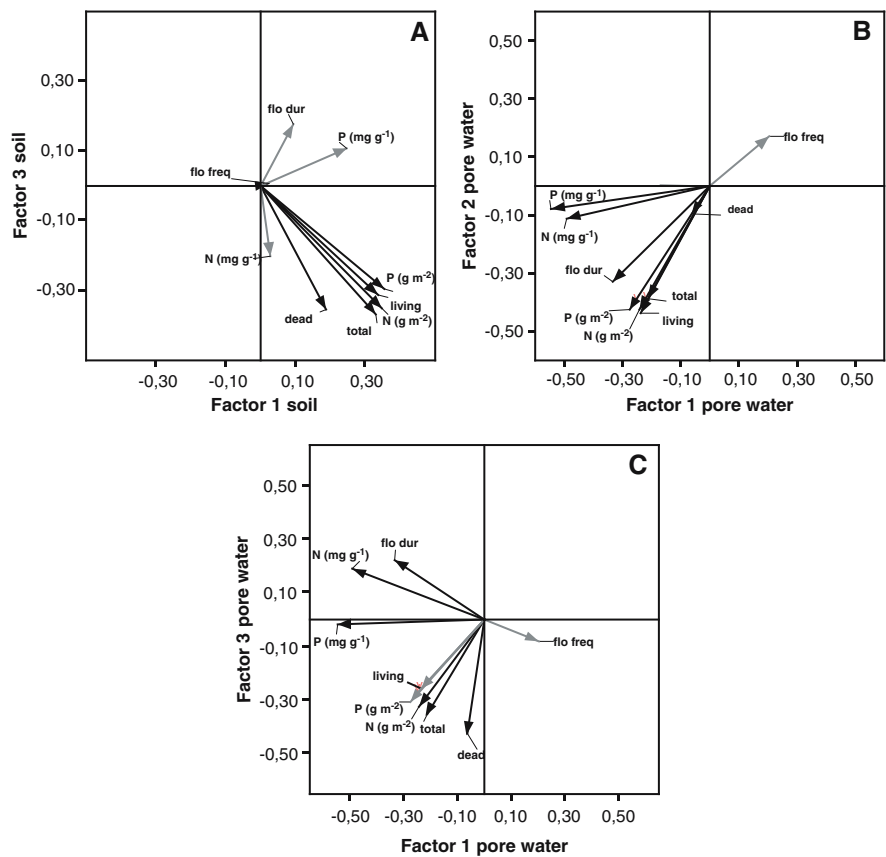 A
0,30
0,10
-0,10
-0,30
Factor 3 soil
flo dur
P (mg g-1)
flo freq
N (mg g-1)
P (g m-2)
living
N (g m-2)
dead
total
-0,30 -0,10 0,10 0,30
Factor 1 soil
B
0,50
0,30
0,10
-0,10
-0,30
-0,50
Factor 2 pore water
flo freq
P (mg g-1)
dead
N (mg g-1)
flo dur
total
P (g m-2)
living
N (g m-2)
-0,50 -0,30 -0,10 0,10 0,30 0,50
Factor 1 pore water
C
0,50
0,30
0,10
-0,10
-0,30
-0,50
Factor 3 pore water
flo dur
N (mg g-1)
P (mg g-1)
flo freq
living
P (g m-2)
N (g m-2) total
dead
-0,50 -0,30 -0,10 0,10 0,30 0,50
Factor 1 pore water